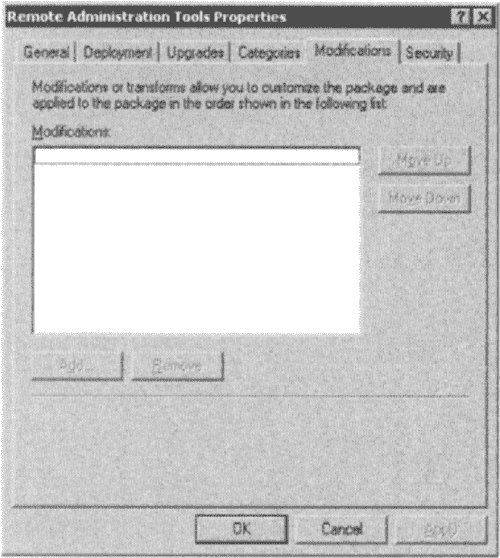 Remote Administration Tools Properties
General Deployment Upgrades Categories Modifications Security
Modifications or transforms allow you to customize the package and are
applied to the package in the order shown in the following list:
Modifications:
Move Up
Move Down
Add... Remove
OK Cancel Apply